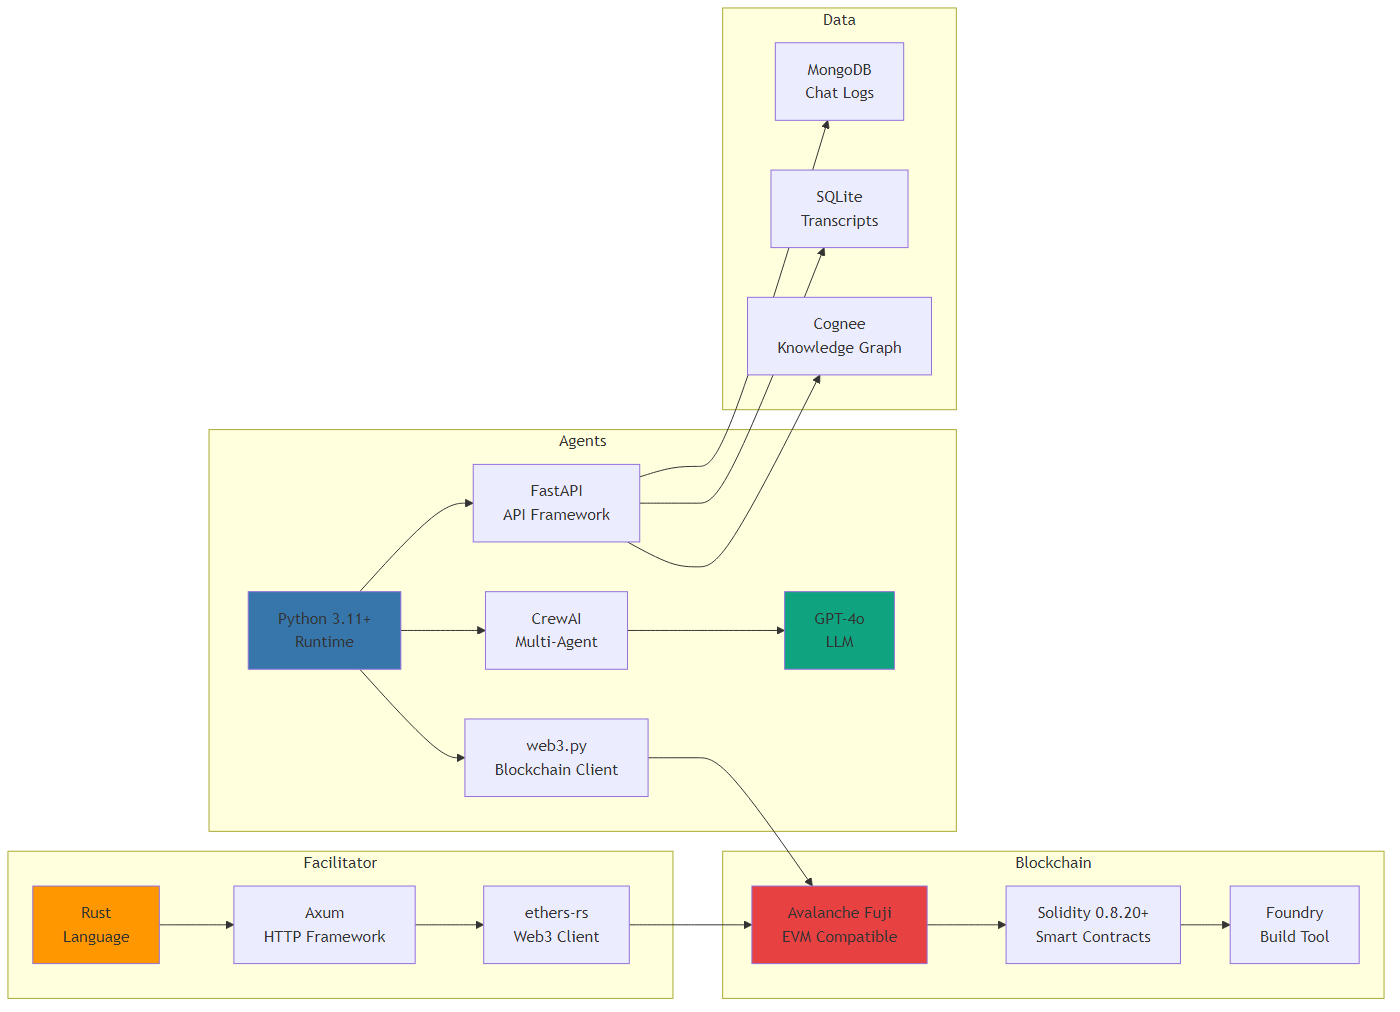 Data
MongoDB
Chat Logs
SQLite
Transcripts
Cognee
Knowledge Graph
Agents
FastAPI
API Framework
Python 3.11+
Runtime
CrewAI
Multi-Agent
GPT-4o
LLM
web3.py
Blockchain Client
Facilitator
Rust
Language
Axum
HTTP Framework
ethers-rs
Web3 Client
Blockchain
Avalanche Fuji
EVM Compatible
Solidity 0.8.20+
Smart Contracts
Foundry
Build Tool